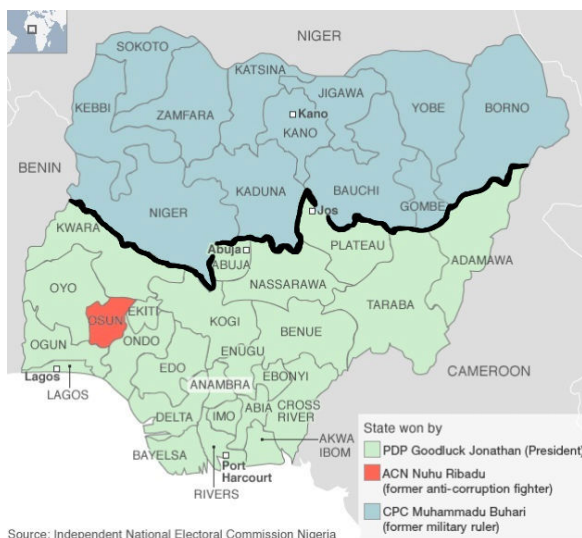 NIGER
SOKOTO
KATSINA
JIGAWA
KEBBI
ZAMFARA
Kano
KANO
YOBE
BORNO
BENIN
KADUNA
BAUCHI
GOMBE
NIGER
Jos
KWARA
Abuja
ABUJA
PLATEAU
ADAMAWA
NASSARAWA
OYO
TARABA
OSUN
EKITI
KOGI
BENUE
OGUN
ONDO
ENUGU
Lagos
EDO
EBONYI
CAMEROON
LAGOS
ANAMBRA
DELTA
IMO
ABIA
CROSS
RIVER
AKWA
IBOM
BAYELSA
Port
Harcourt
RIVERS
State won by
PDP Goodluck Jonathan (President)
ACN Nuhu Ribadu
(former anti-corruption fighter)
CPC Muhammadu Buhari
(former military ruler)
Source: Independent National Electoral Commission Nigeria